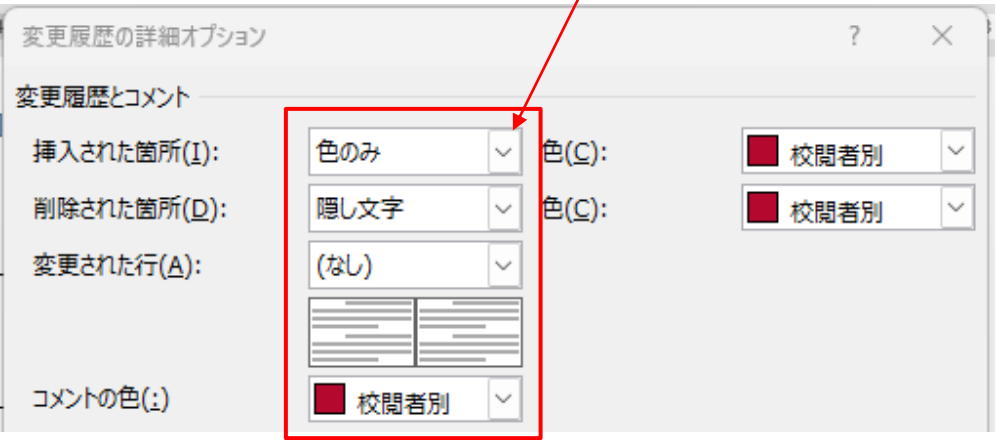 変更履歴の詳細オプション ? ×
変更履歴とコメント
挿入された箇所(I): 色のみ 色(C): 校閲者別
削除された箇所(D): 隠し文字 色(C): 校閲者別
変更された行(A): (なし)
コメントの色(:) 校閲者別